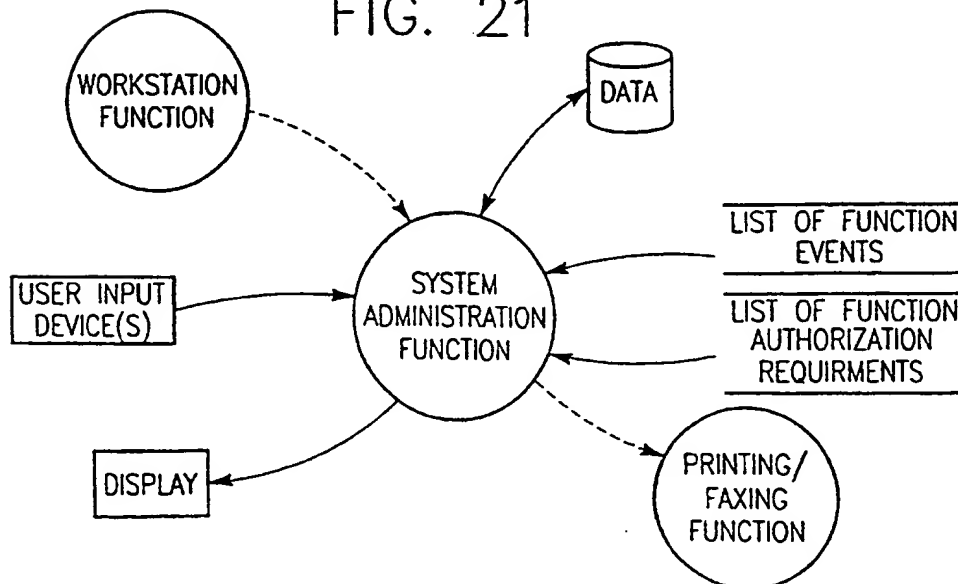 FIG. 21
WORKSTATION
FUNCTION
DATA
LIST OF FUNCTION
EVENTS
SYSTEM
ADMINISTRATION
FUNCTION
USER INPUT
DEVICE(S)
LIST OF FUNCTION
AUTHORIZATION
REQUIRMENTS
DISPLAY
PRINTING/
FAXING
FUNCTION